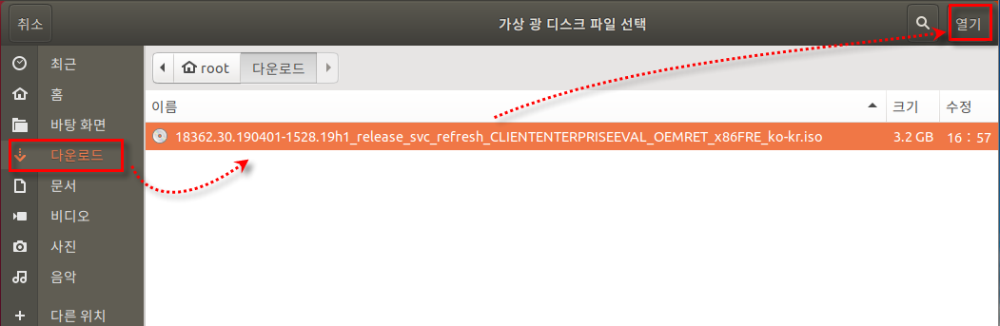 취소 가상 광 디스크 파일 선택 열기
최근
홈
바탕 화면
다운로드
문서
비디오
사진
음악
다른 위치
root 다운로드
이름 크기 수정
18362.30.190401-1528.19h1_release_svc_refresh_CLIENTENTERPRISEEVAL_OEMRET_x86FRE_ko-kr.iso 3.2 GB 16：57